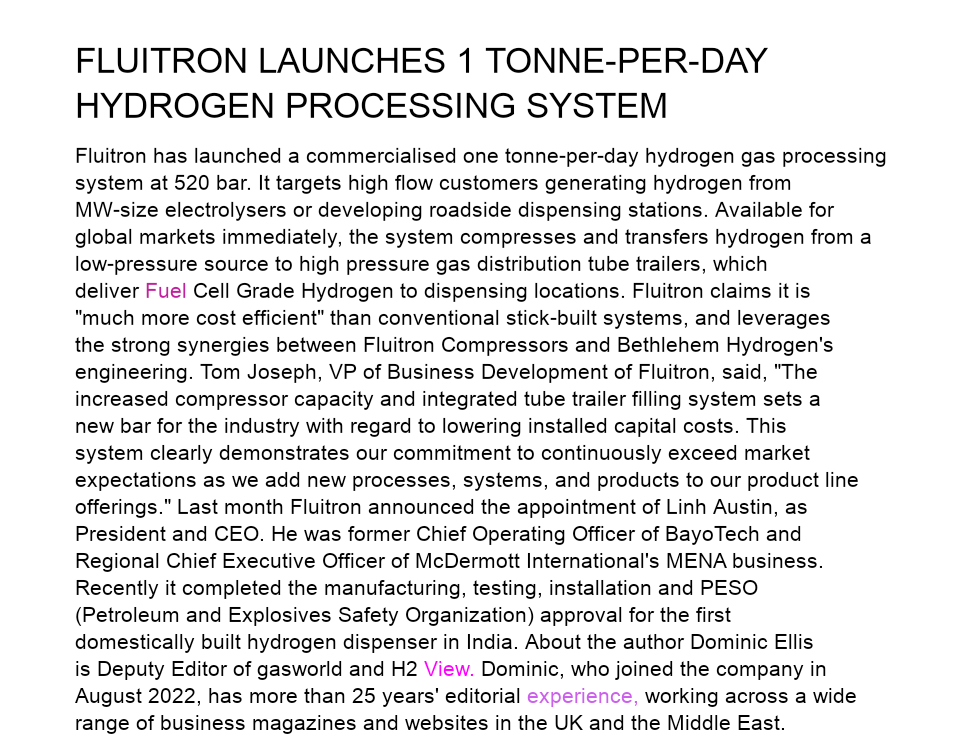 FLUITRON LAUNCHES 1 TONNE-PER-DAY
HYDROGEN PROCESSING SYSTEM
Fluitron has launched a commercialised one tonne-per-day hydrogen gas processing
system at 520 bar. It targets high flow customers generating hydrogen from
MW-size electrolysers or developing roadside dispensing stations. Available for
global markets immediately, the system compresses and transfers hydrogen from a
low-pressure source to high pressure gas distribution tube trailers, which
deliver Fuel Cell Grade Hydrogen to dispensing locations. Fluitron claims it is
"much more cost efficient" than conventional stick-built systems, and leverages
the strong synergies between Fluitron Compressors and Bethlehem Hydrogen's
engineering. Tom Joseph, VP of Business Development of Fluitron, said, "The
increased compressor capacity and integrated tube trailer filling system sets a
new bar for the industry with regard to lowering installed capital costs. This
system clearly demonstrates our commitment to continuously exceed market
expectations as we add new processes, systems, and products to our product line
offerings." Last month Fluitron announced the appointment of Linh Austin, as
President and CEO. He was former Chief Operating Officer of BayoTech and
Regional Chief Executive Officer of McDermott International's MENA business.
Recently it completed the manufacturing, testing, installation and PESO
(Petroleum and Explosives Safety Organization) approval for the first
domestically built hydrogen dispenser in India. About the author Dominic Ellis
is Deputy Editor of gasworld and H2 View. Dominic, who joined the company in
August 2022, has more than 25 years' editorial experience, working across a wide
range of business magazines and websites in the UK and the Middle East.